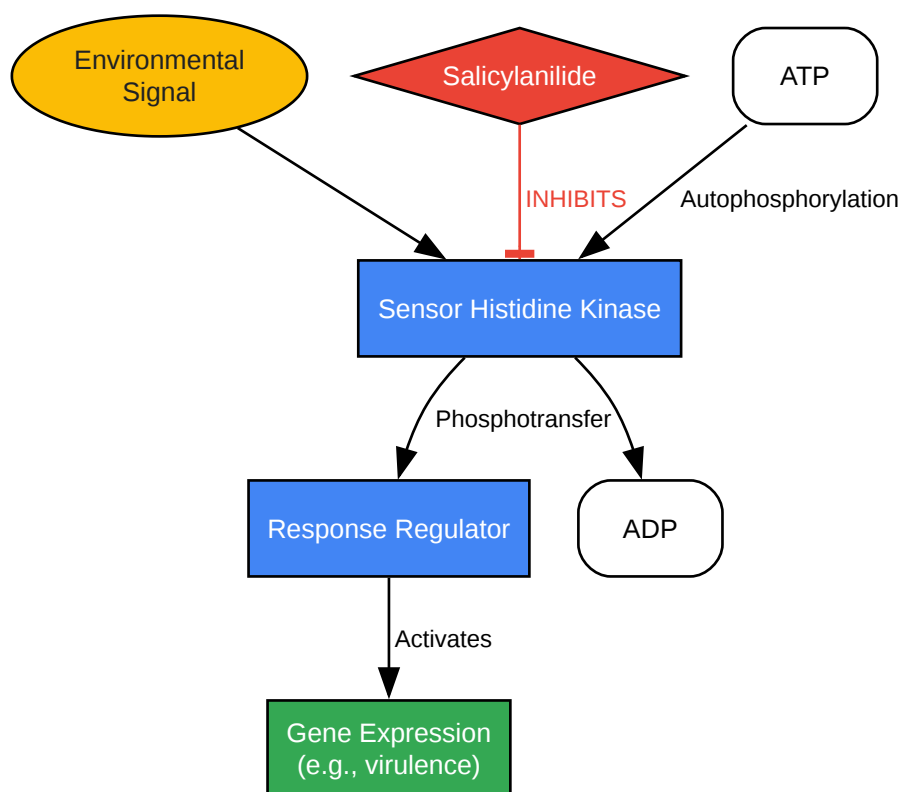 Environmental
Signal
Salicylanilide
ATP
INHIBITS
Autophosphorylation
Sensor Histidine Kinase
Phosphotransfer
Response Regulator
ADP
Activates
Gene Expression
(e.g., virulence)